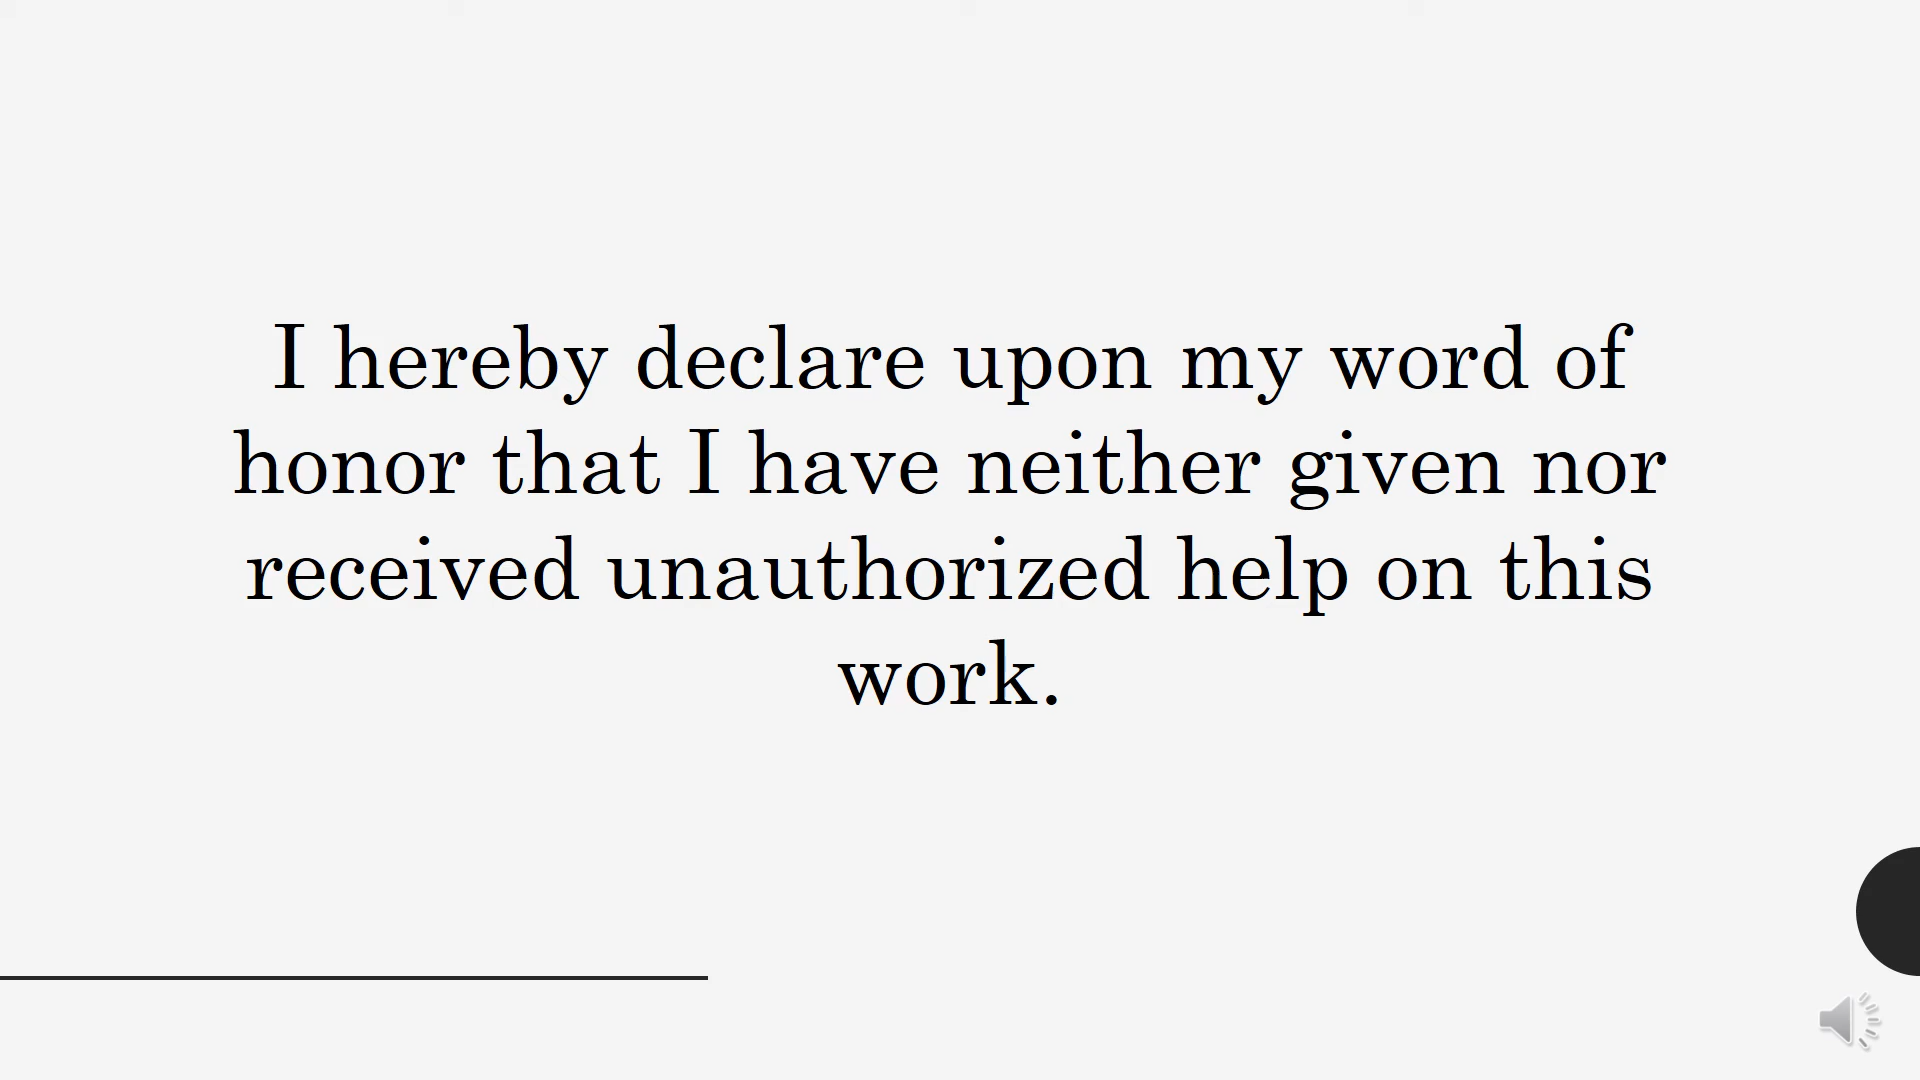 I hereby declare upon my word of
honor that I have neither given nor
received unauthorized help on this
work.